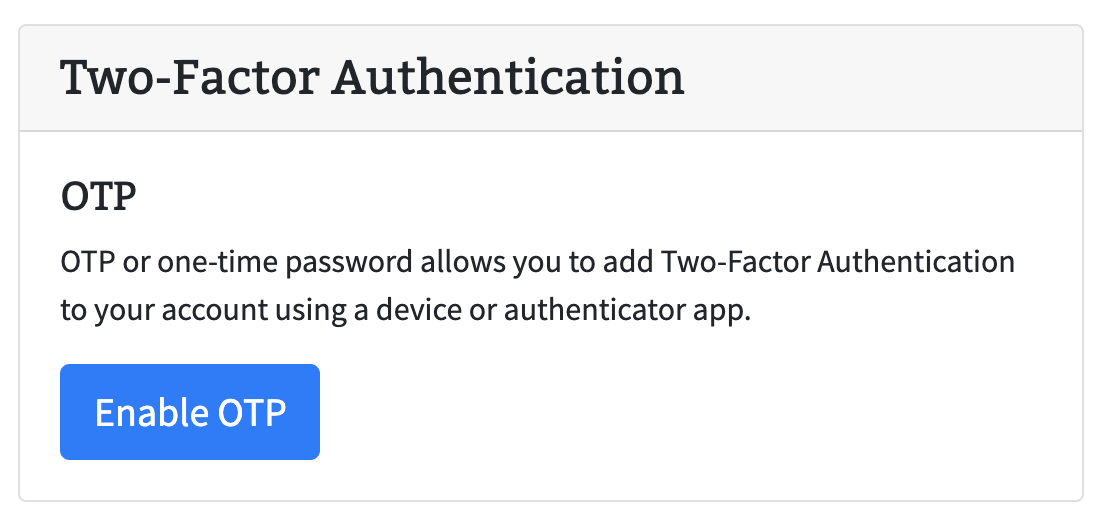 Two-Factor Authentication
OTP
OTP or one-time password allows you to add Two-Factor Authentication
to your account using a device or authenticator app.
Enable OTP